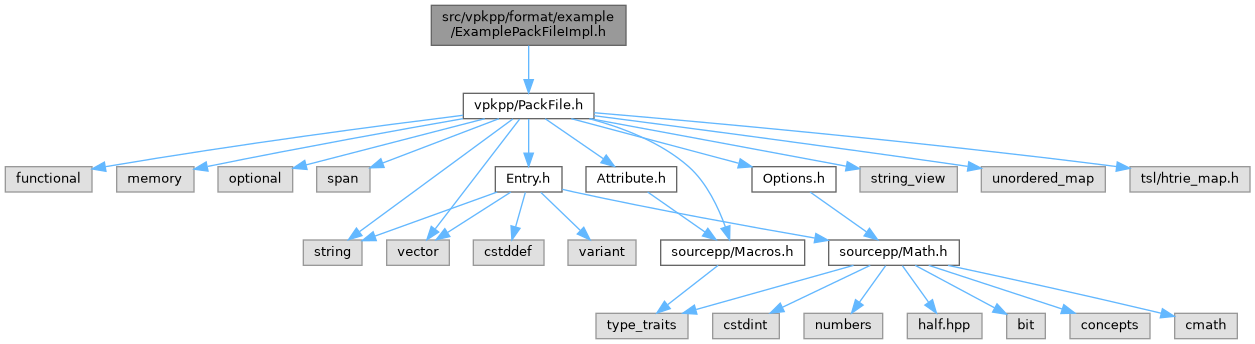 src/vpkpp/format/example
/ExamplePackFileImpl.h
vpkpp/PackFile.h
functional
memory
optional
span
Entry.h
Attribute.h
Options.h
string_view
unordered_map
tsl/htrie_map.h
string
vector
cstddef
variant
sourcepp/Macros.h
sourcepp/Math.h
type_traits
cstdint
numbers
half.hpp
bit
concepts
cmath